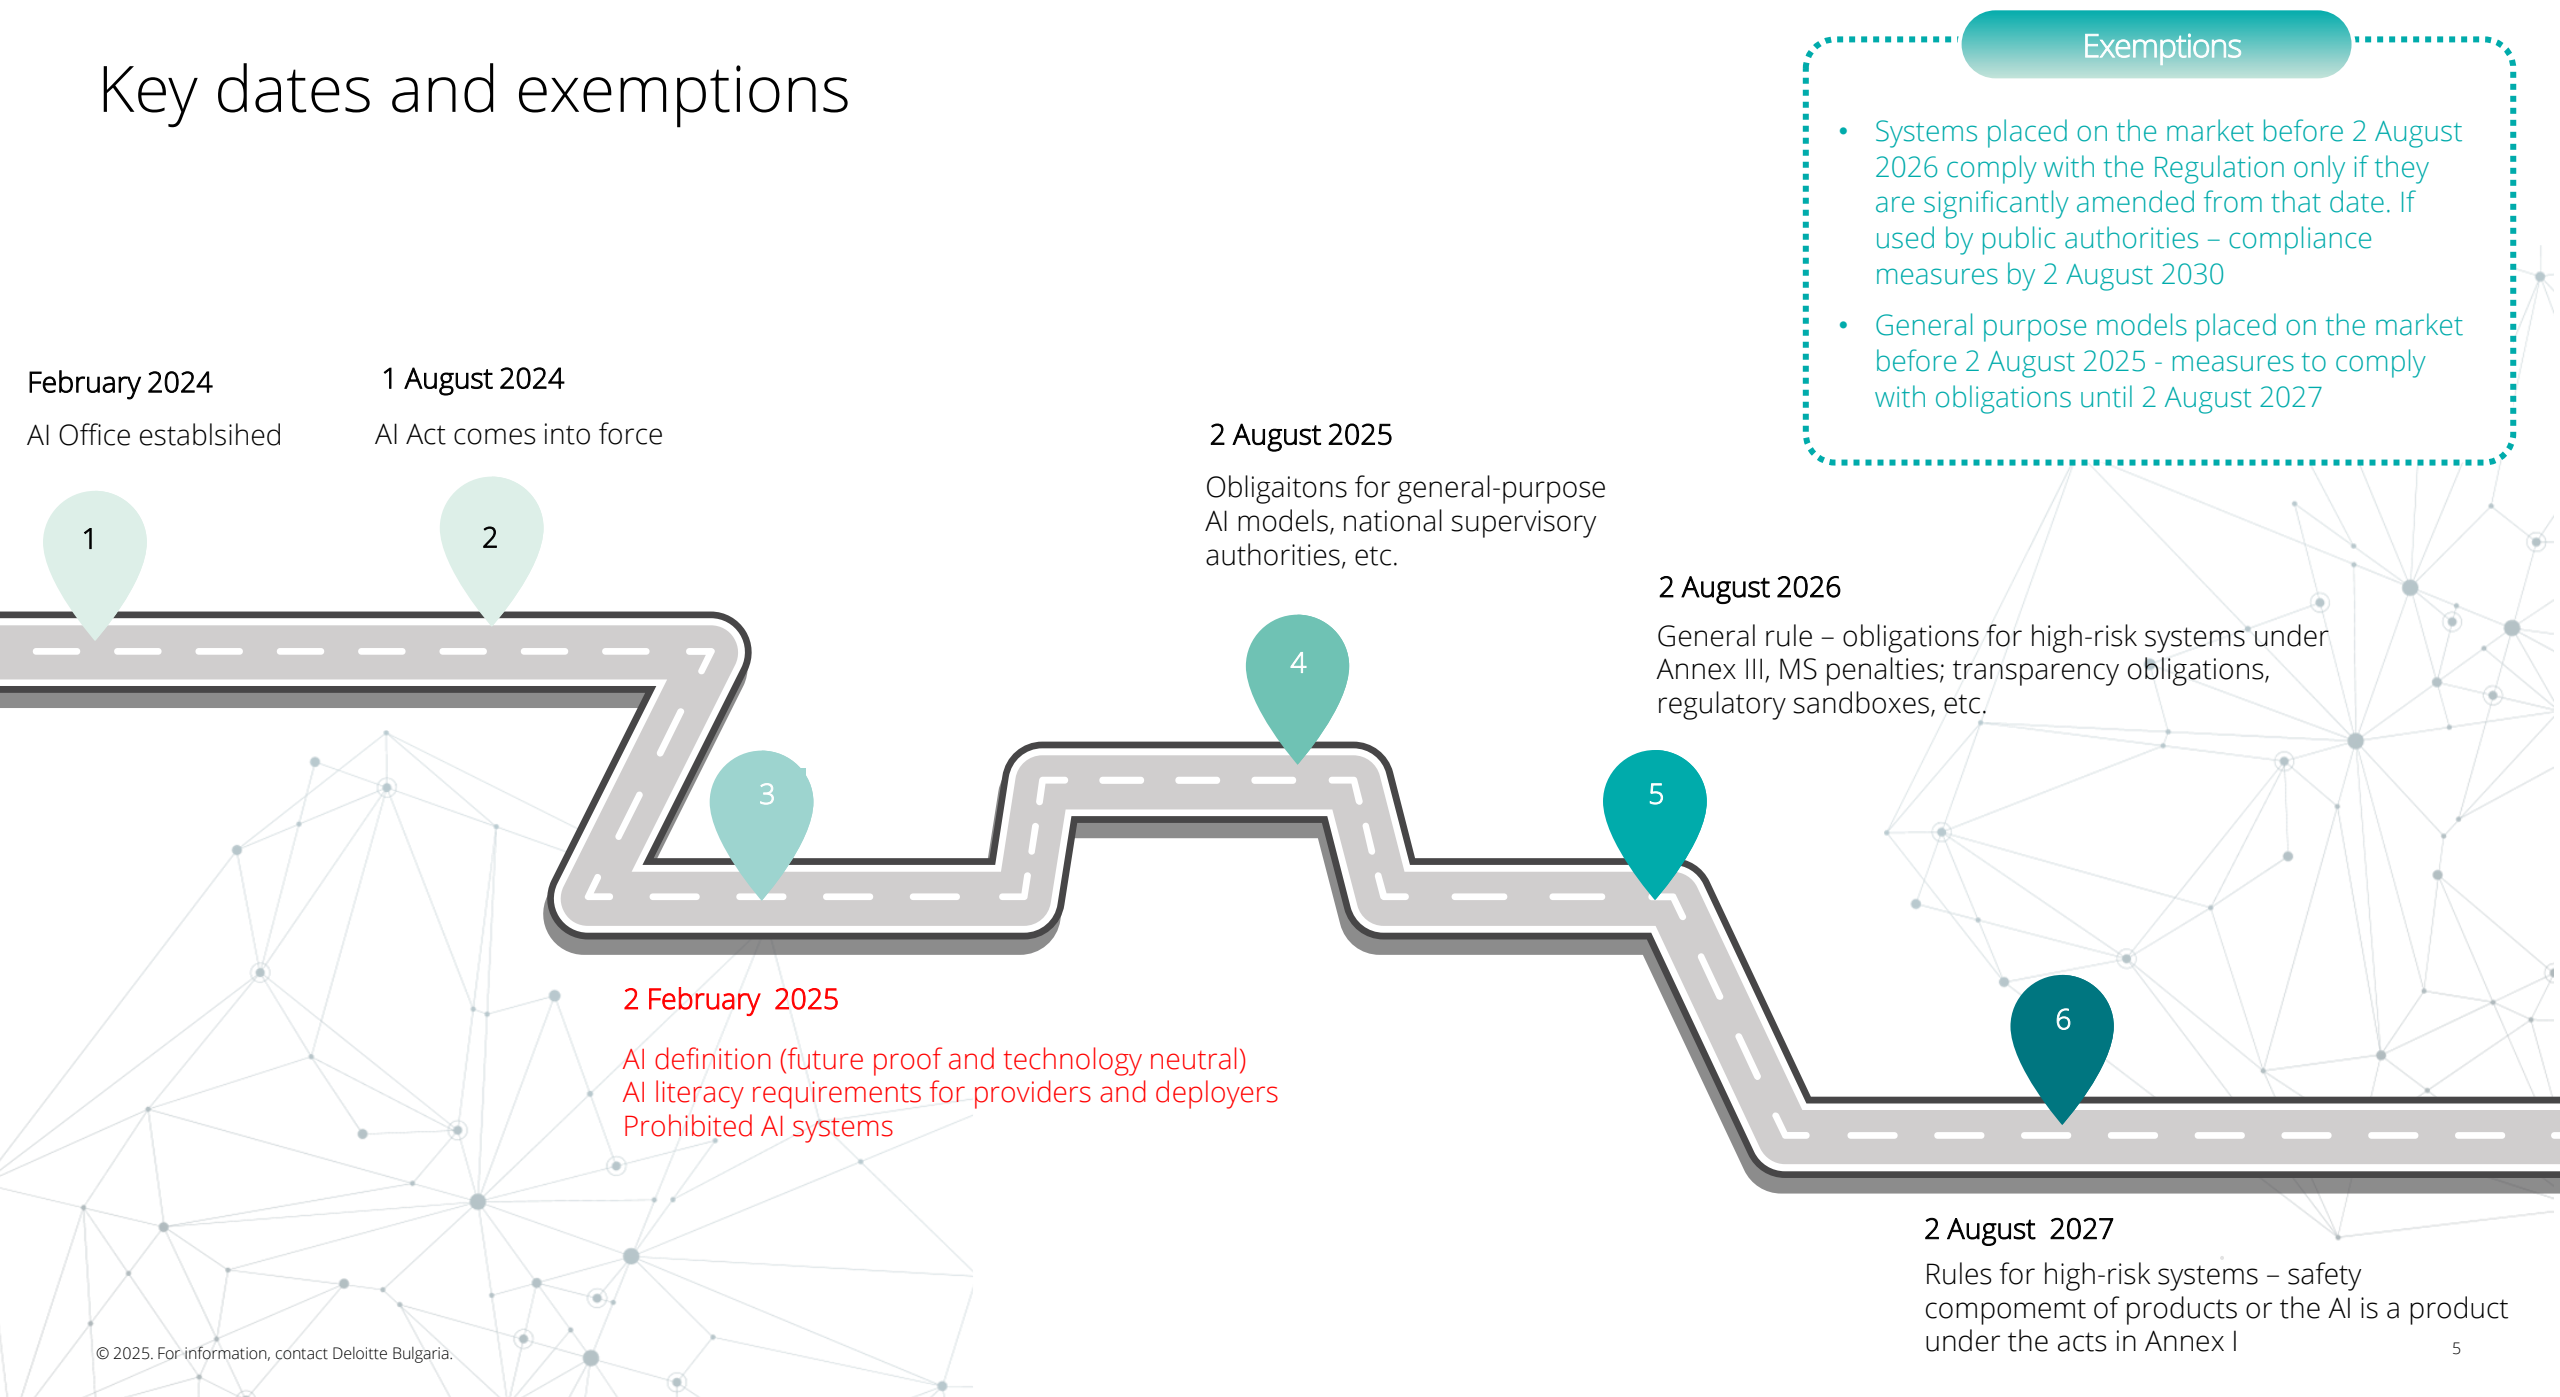 Key dates and exemptions
Exemptions
• Systems placed on the market before 2 August
2026 comply with the Regulation only if they
are significantly amended from that date. If
used by public authorities – compliance
measures by 2 August 2030
• General purpose models placed on the market
before 2 August 2025 - measures to comply
with obligations until 2 August 2027
February 2024
AI Office establsihed
1
1 August 2024
AI Act comes into force
2
2 February  2025
AI definition (future proof and technology neutral)
AI literacy requirements for providers and deployers
Prohibited AI systems
3
2 August 2025
Obligaitons for general-purpose
AI models, national supervisory
authorities, etc.
4
2 August 2026
General rule – obligations for high-risk systems under
Annex III, MS penalties; transparency obligations,
regulatory sandboxes, etc.
5
6
2 August  2027
Rules for high-risk systems – safety
compomemt of products or the AI is a product
under the acts in Annex I
© 2025. For information, contact Deloitte Bulgaria.
5